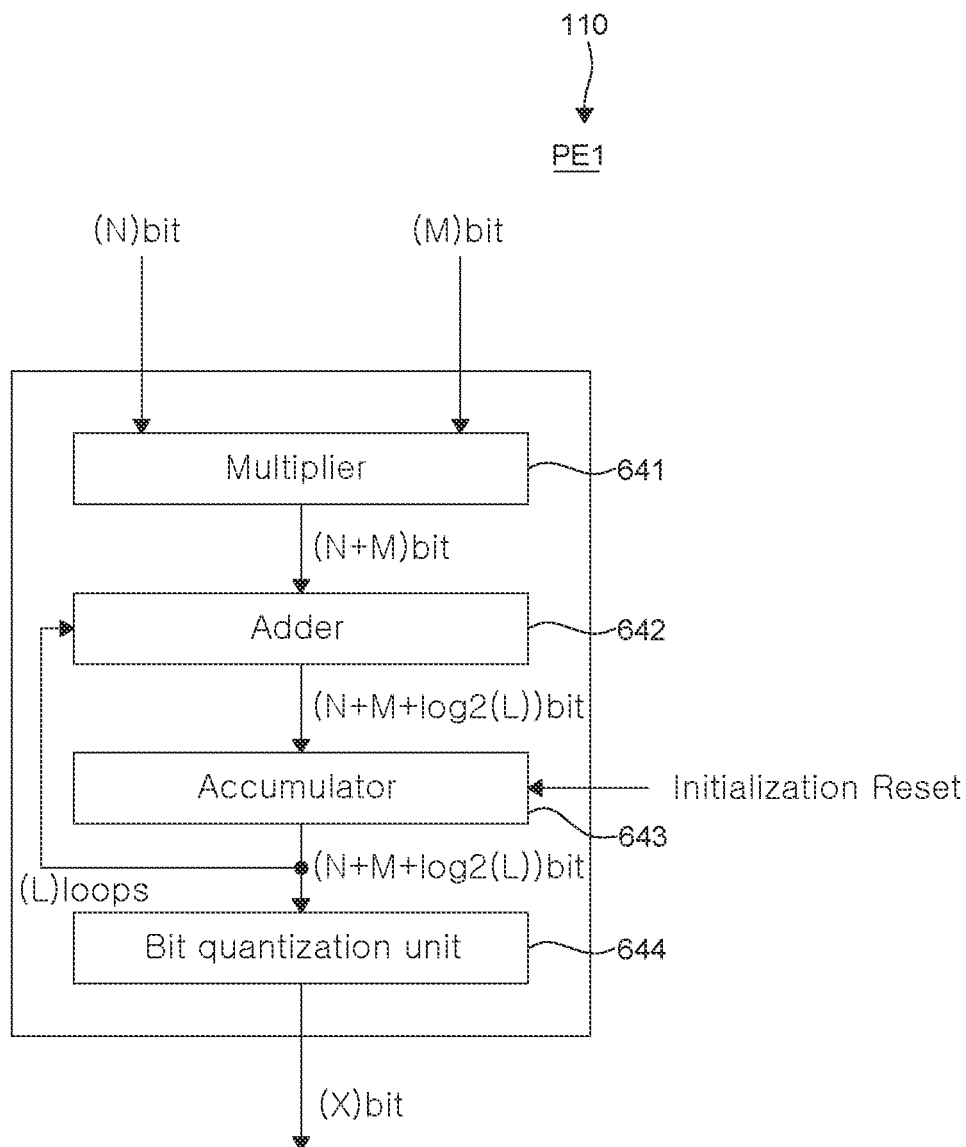 110
PE1
(N)bit
(M)bit
Multiplier
641
(N+M)bit
Adder
642
(N+M+log2(L))bit
Accumulator
Initialization Reset
643
(N+M+log2(L))bit
(L)loops
Bit quantization unit
644
(X)bit